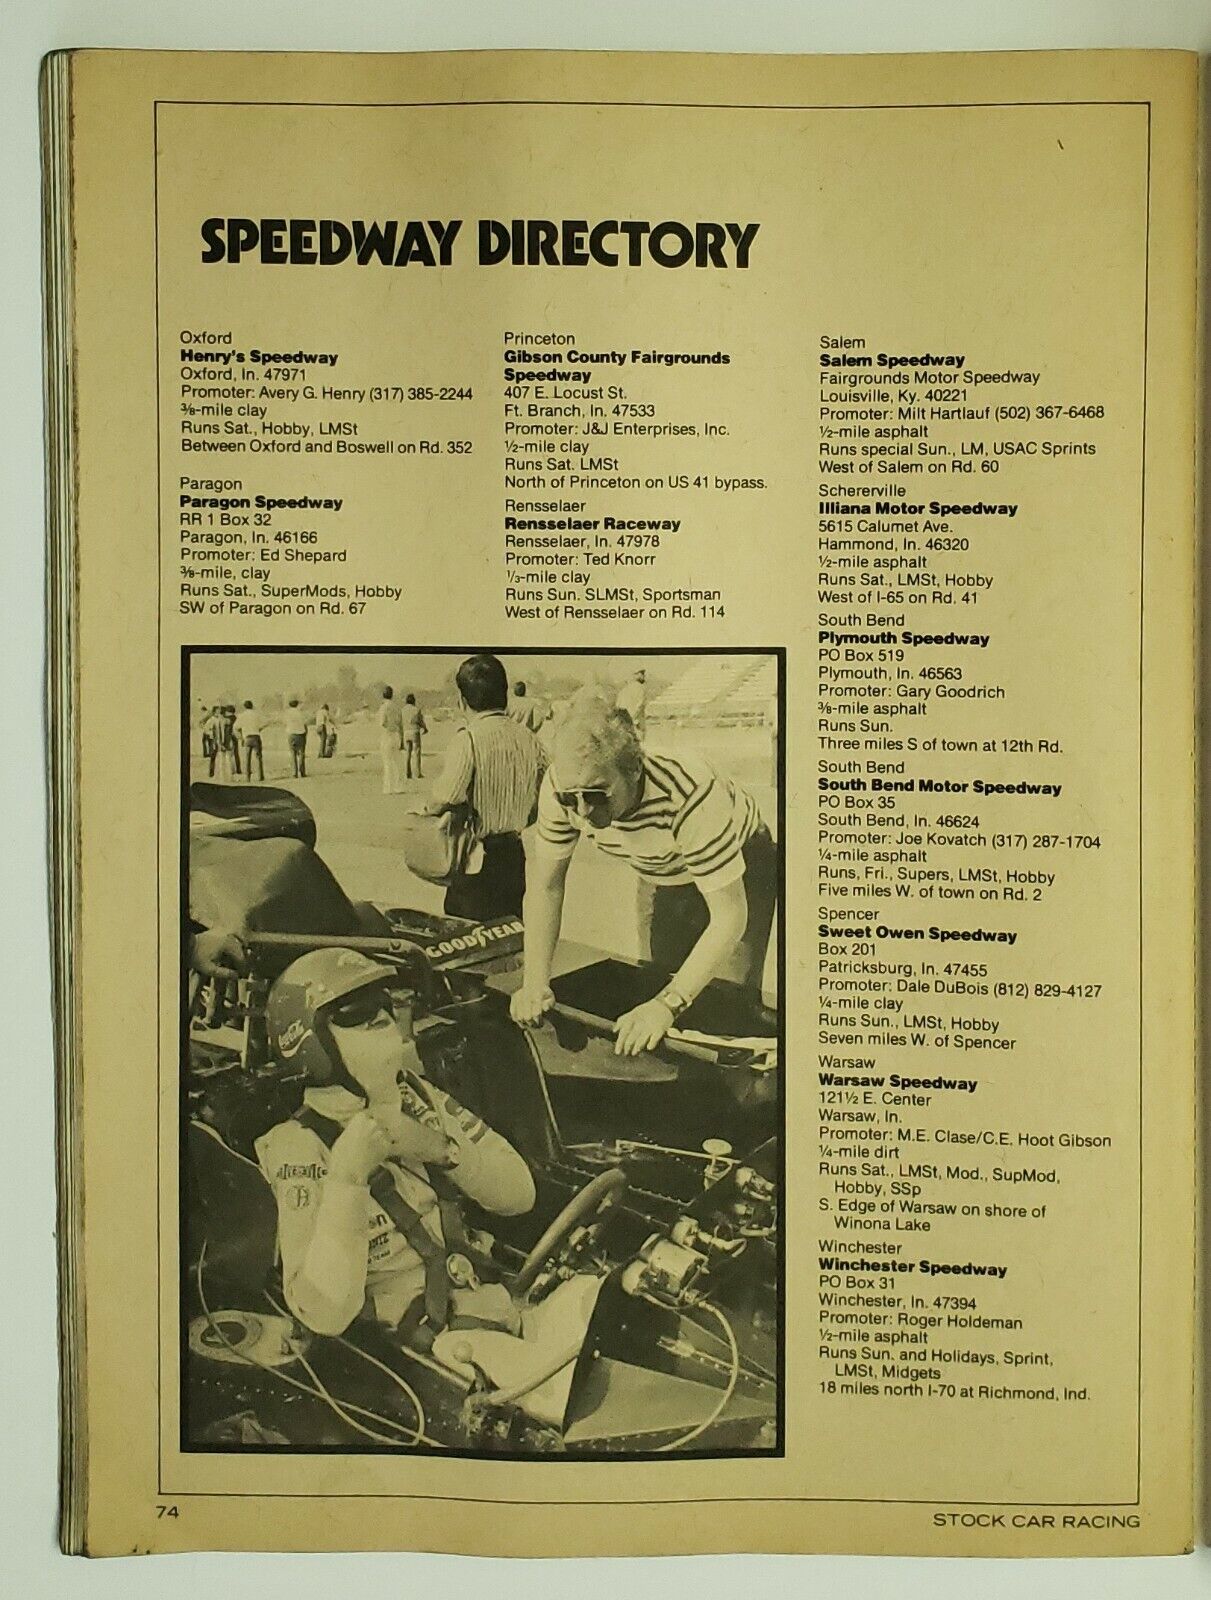 SPEEDWAY DIRECTORY
Oxford
Henry's Speedway
Oxford, In. 47971
Promoter: Avery G. Henry (317) 385-2244
⅜-mile clay
Runs Sat., Hobby, LMSt
Between Oxford and Boswell on Rd. 352
Paragon
Paragon Speedway
RR 1 Box 32
Paragon, In. 46166
Promoter: Ed Shepard
⅜-mile, clay
Runs Sat., SuperMods, Hobby
SW of Paragon on Rd. 67
Princeton
Gibson County Fairgrounds
Speedway
407 E. Locust St.
Ft. Branch, In. 47533
Promoter: J&J Enterprises, Inc.
½-mile clay
Runs Sat. LMSt
North of Princeton on US 41 bypass.
Rensselaer
Rensselaer Raceway
Rensselaer, In. 47978
Promoter: Ted Knorr
⅓-mile clay
Runs Sun. SLMSt, Sportsman
West of Rensselaer on Rd. 114
Salem
Salem Speedway
Fairgrounds Motor Speedway
Louisville, Ky. 40221
Promoter: Milt Hartlauf (502) 367-6468
½-mile asphalt
Runs special Sun., LM, USAC Sprints
West of Salem on Rd. 60
Schererville
Illiana Motor Speedway
5615 Calumet Ave.
Hammond, In. 46320
½-mile asphalt
Runs Sat., LMSt, Hobby
West of I-65 on Rd. 41
South Bend
Plymouth Speedway
PO Box 519
Plymouth, In. 46563
Promoter: Gary Goodrich
⅜-mile asphalt
Runs Sun.
Three miles S of town at 12th Rd.
South Bend
South Bend Motor Speedway
PO Box 35
South Bend, In. 46624
Promoter: Joe Kovatch (317) 287-1704
¼-mile asphalt
Runs, Fri., Supers, LMSt, Hobby
Five miles W. of town on Rd. 2
Spencer
Sweet Owen Speedway
Box 201
Patricksburg, In. 47455
Promoter: Dale DuBois (812) 829-4127
¼-mile clay
Runs Sun., LMSt, Hobby
Seven miles W. of Spencer
Warsaw
Warsaw Speedway
121½ E. Center
Warsaw, In.
Promoter: M.E. Clase/C.E. Hoot Gibson
¼-mile dirt
Runs Sat., LMSt, Mod., SupMod,
Hobby, SSp
S. Edge of Warsaw on shore of
Winona Lake
Winchester
Winchester Speedway
PO Box 31
Winchester, In. 47394
Promoter: Roger Holdeman
½-mile asphalt
Runs Sun. and Holidays, Sprint,
LMSt, Midgets
18 miles north I-70 at Richmond, Ind.
GOODYEAR
74
STOCK CAR RACING